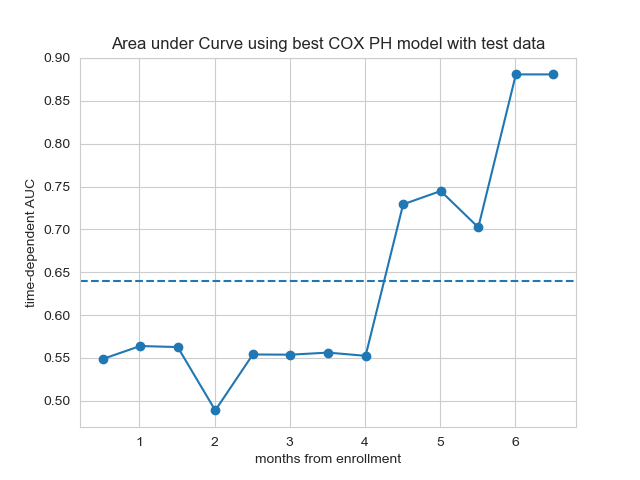 Area under Curve using best COX PH model with test data
0.90
0.85
0.80
0.75
0.70
0.65
0.60
0.55
0.50
time-dependent AUC
1 2 3 4 5 6
months from enrollment